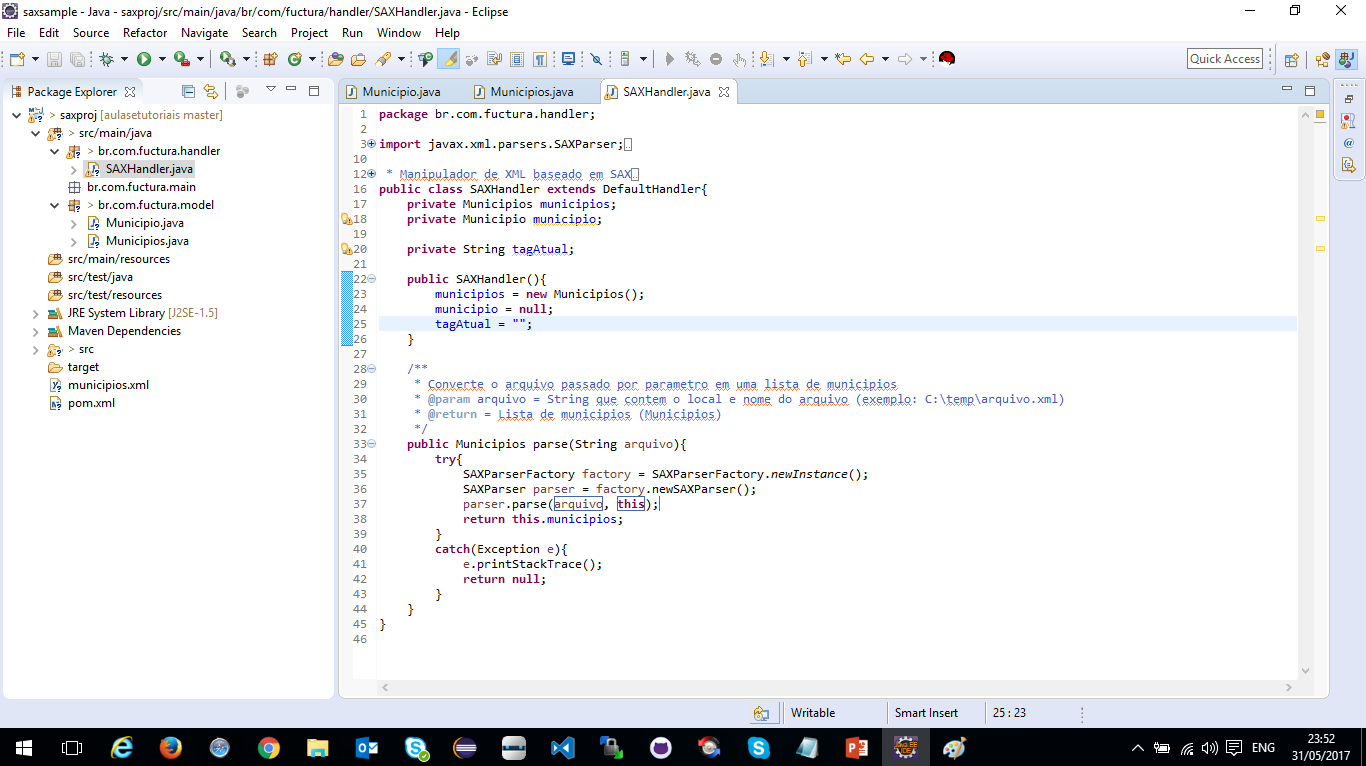 saxsample - Java - saxproj/src/main/java/br/com/fuctura/handler/SAXHandler.java - Eclipse
File Edit Source Refactor Navigate Search Project Run Window Help
Quick Access
Package Explorer
> saxproj [aulasetutoriais master]
> src/main/java
> br.com.fuctura.handler
SAXHandler.java
br.com.fuctura.main
> br.com.fuctura.model
Municipio.java
Municipios.java
src/main/resources
src/test/java
src/test/resources
JRE System Library [J2SE-1.5]
Maven Dependencies
> src
target
municipios.xml
pom.xml
Municipio.java Municipios.java SAXHandler.java
1 package br.com.fuctura.handler;
2
3 import javax.xml.parsers.SAXParser;
10
12 * Manipulador de XML baseado em SAX
16 public class SAXHandler extends DefaultHandler{
17 private Municipios municipios;
18 private Municipio municipio;
19
20 private String tagAtual;
21
22 public SAXHandler(){
23 municipios = new Municipios();
24 municipio = null;
25 tagAtual = "";
26 }
27
28 /**
29 * Converte o arquivo passado por parametro em uma lista de municipios
30 * @param arquivo = String que contem o local e nome do arquivo (exemplo: C:\temp\arquivo.xml)
31 * @return = Lista de municipios (Municipios)
32 */
33 public Municipios parse(String arquivo){
34 try{
35 SAXParserFactory factory = SAXParserFactory.newInstance();
36 SAXParser parser = factory.newSAXParser();
37 parser.parse(arquivo, this);
38 return this.municipios;
39 }
40 catch(Exception e){
41 e.printStackTrace();
42 return null;
43 }
44 }
45 }
46
Writable Smart Insert 25 : 23
ENG
23:52
31/05/2017